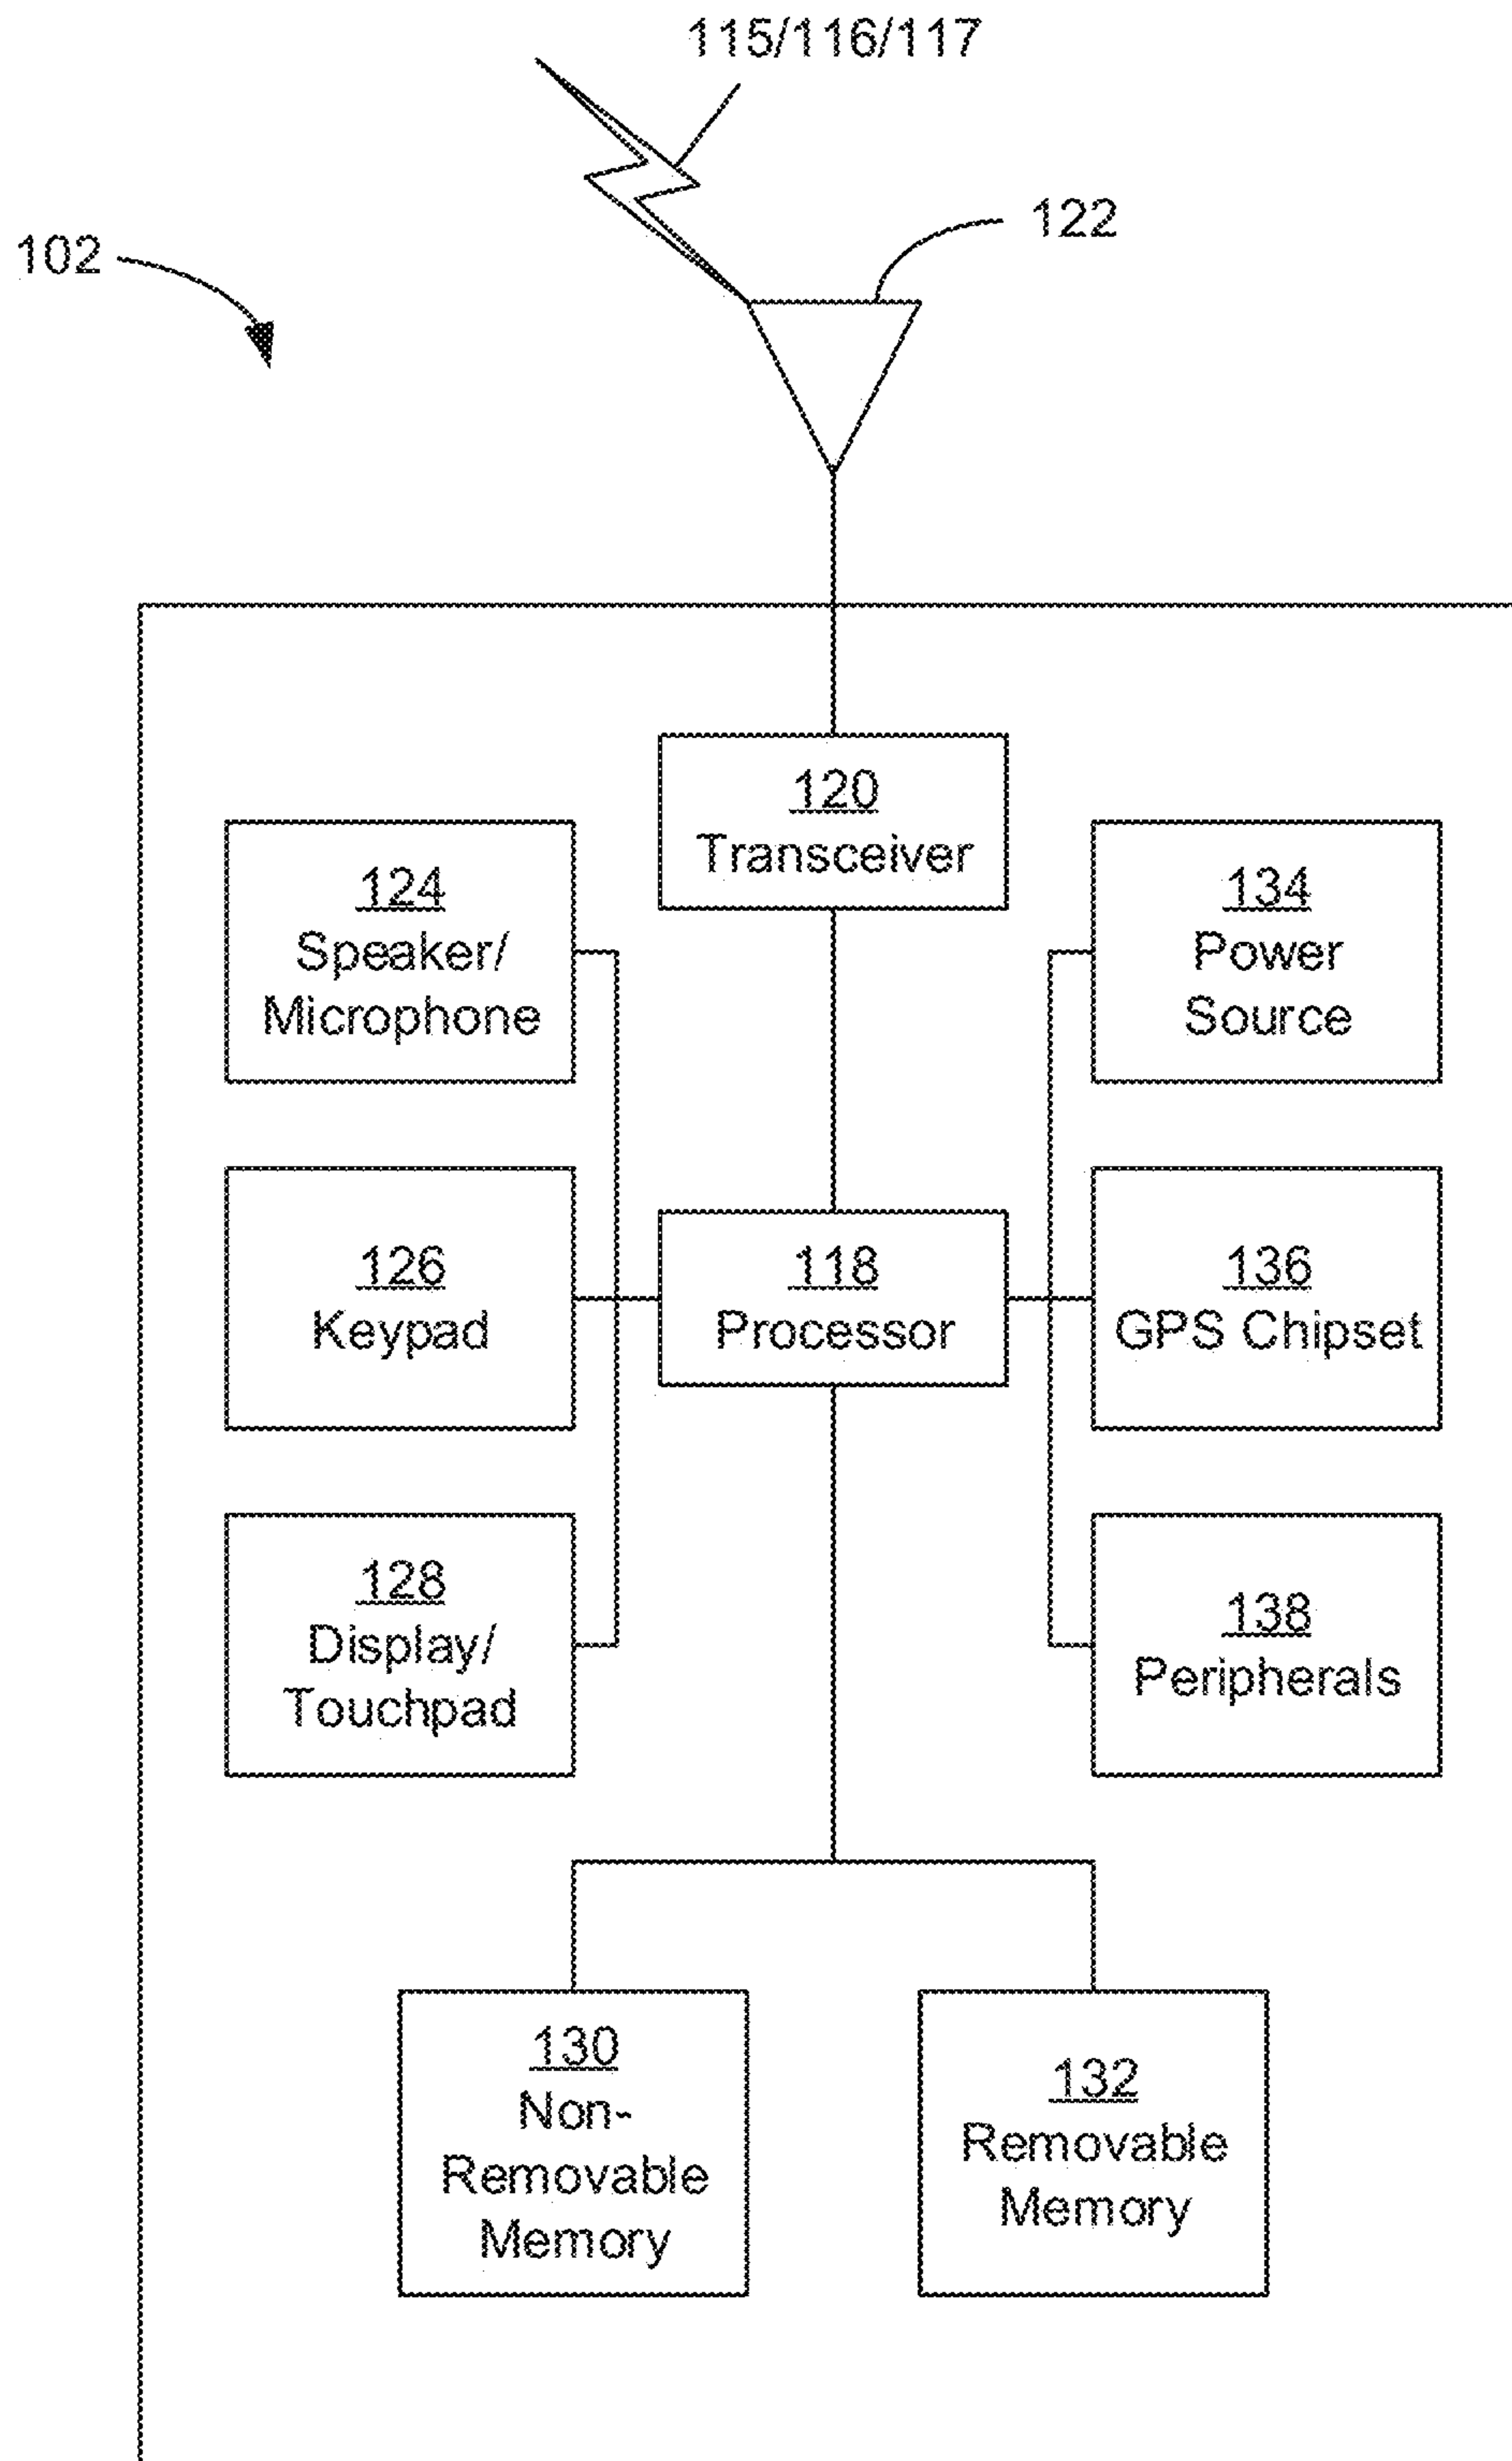 115/116/117
122
102
120
Transceiver
124
Speaker/
Microphone
134
Power
Source
126
Keypad
118
Processor
136
GPS Chipset
128
Display/
Touchpad
138
Peripherals
130
Non-
Removable
Memory
132
Removable
Memory